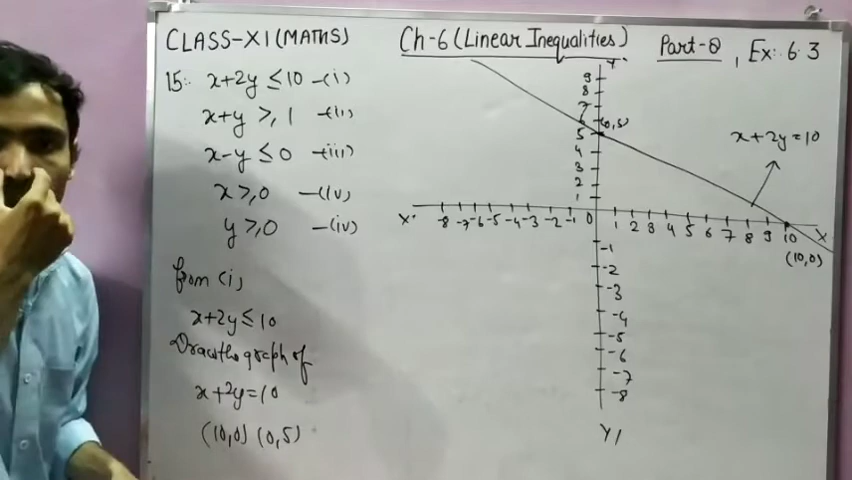 CLASS-XI (MATHS)
Ch-6 (Linear Inequalities)
Part-8, Ex:- 6.3
15:- x+2y ≤ 10 -(i)
x+y ≥ 1 -(ii)
x-y ≤ 0 -(iii)
x ≥ 0 -(iv)
y ≥ 0 -(iv)
from (i)
x+2y ≤ 10
Draw the graph of
x+2y=10
(10,0) (0,5)
Y
9
8
7
6
5 (0,5)
4
3
2
1
x+2y=10
X' -8 -7 -6 -5 -4 -3 -2 -1 0 1 2 3 4 5 6 7 8 9 10 X
(10,0)
-1
-2
-3
-4
-5
-6
-7
-8
Y'